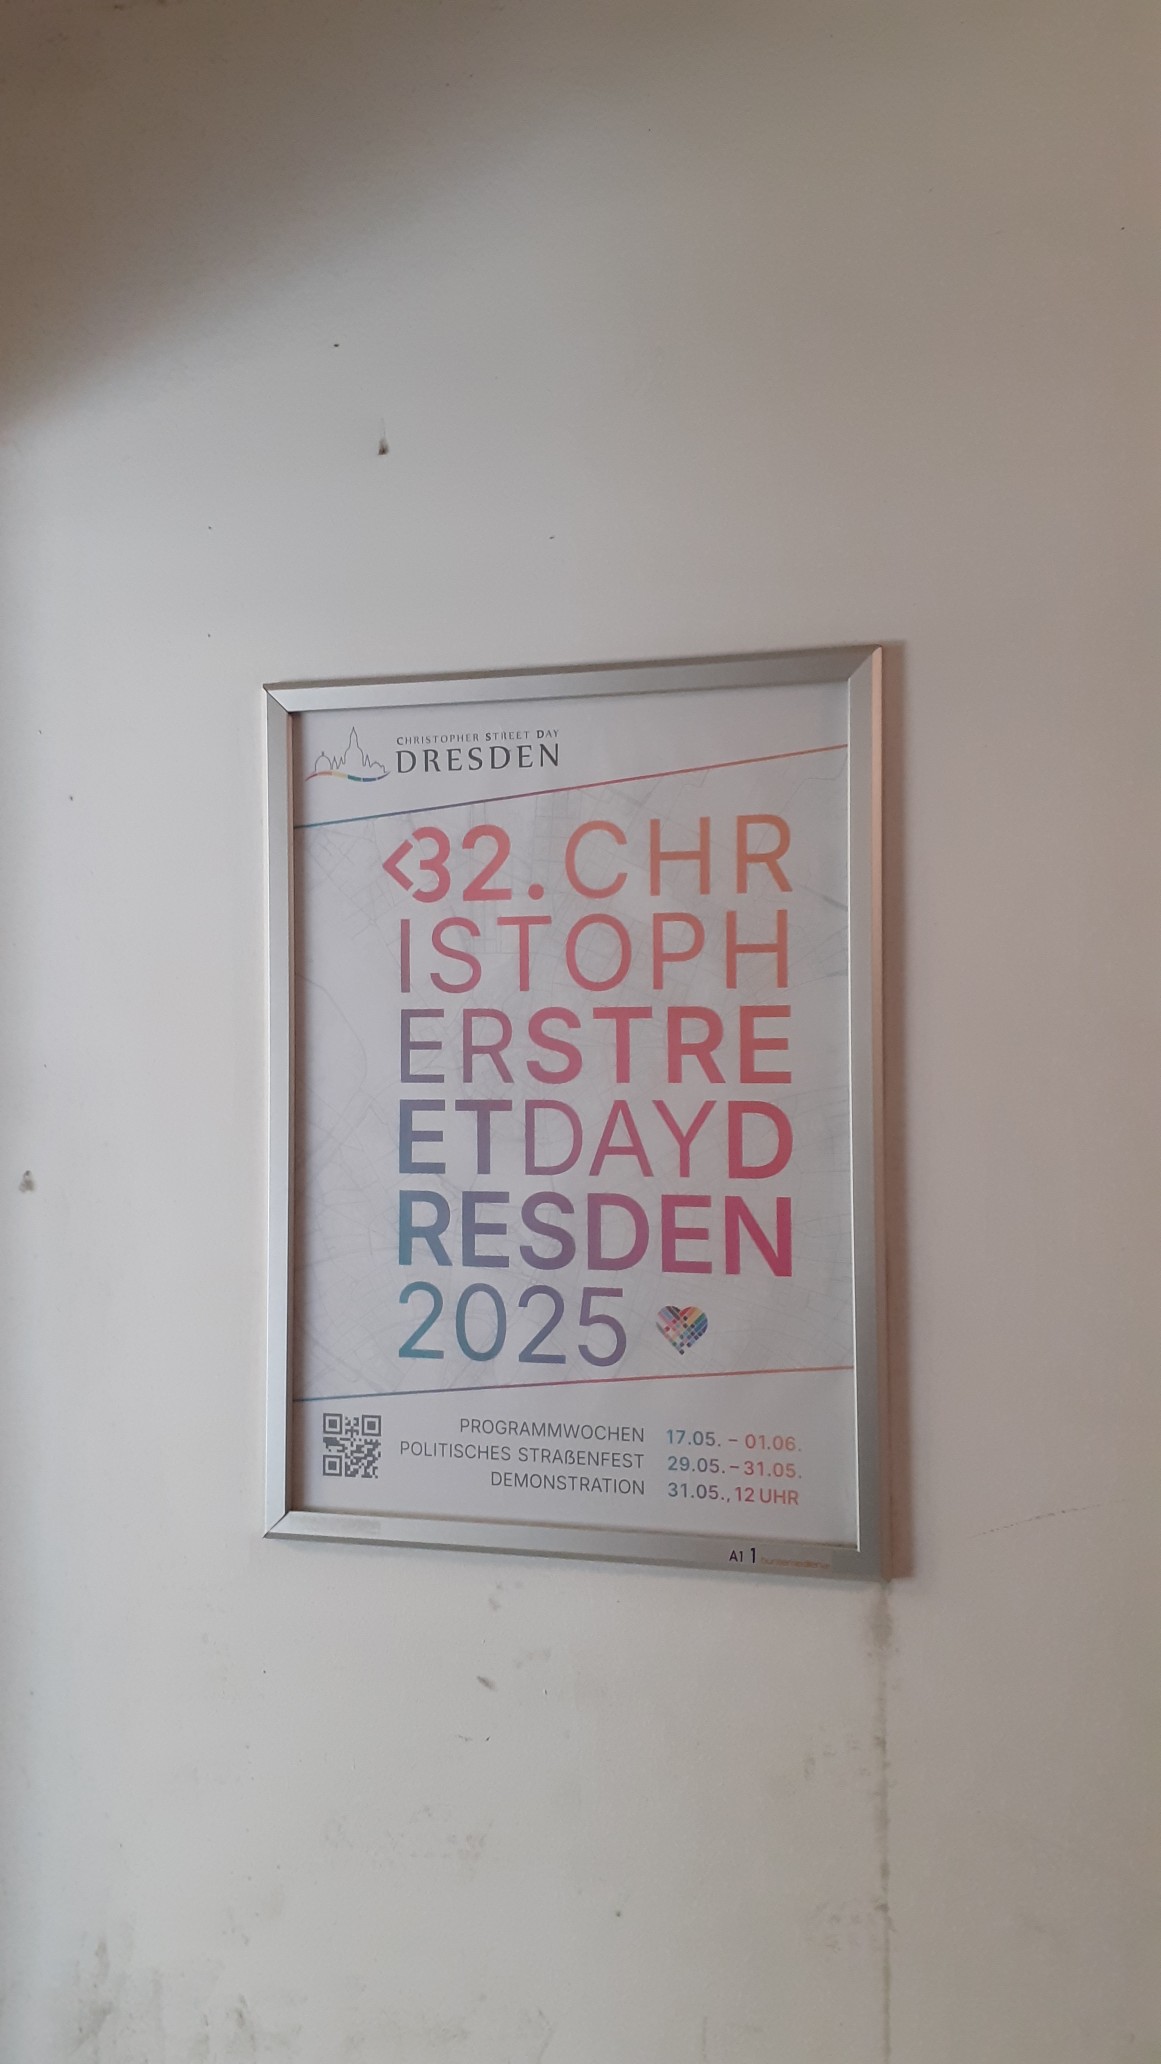 CHRISTOPHER STREET DAY
DRESDEN
<32. CHR
ISTOPH
ERSTRE
ETDAYD
RESDEN
2025
PROGRAMMWOCHEN 17.05. – 01.06.
POLITISCHES STRAßENFEST 29.05. – 31.05.
DEMONSTRATION 31.05., 12 UHR
A1 1